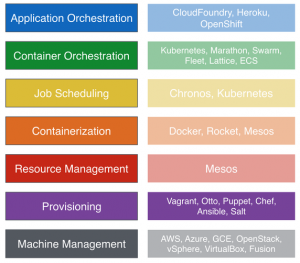 Application Orchestration
CloudFoundry, Heroku,
OpenShift
Container Orchestration
Kubernetes, Marathon, Swarm,
Fleet, Lattice, ECS
Job Scheduling
Chronos, Kubernetes
Containerization
Docker, Rocket, Mesos
Resource Management
Mesos
Provisioning
Vagrant, Otto, Puppet, Chef,
Ansible, Salt
Machine Management
AWS, Azure, GCE, OpenStack,
vSphere, VirtualBox, Fusion